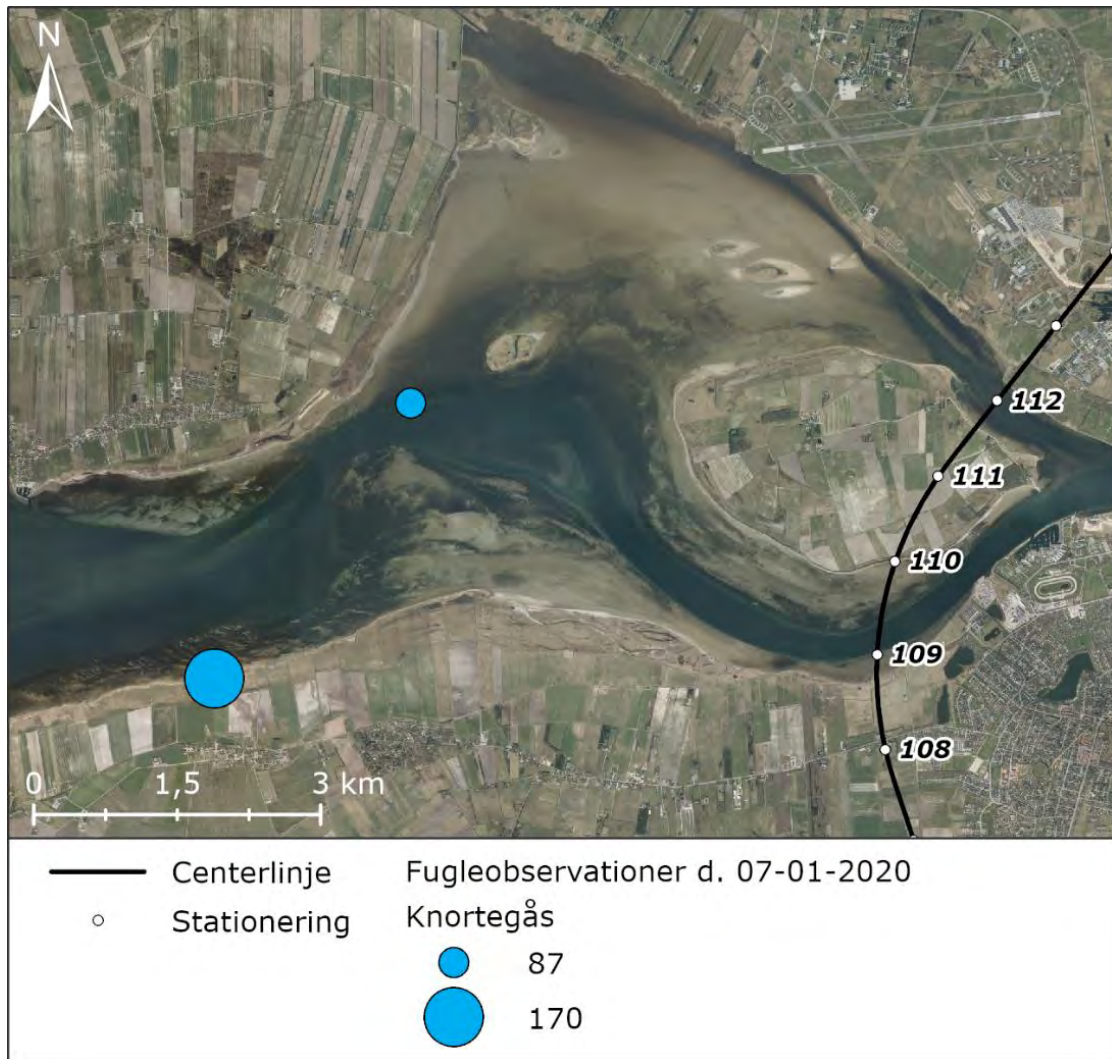 N
112
111
110
109
108
0 1,5 3 km
Centerlinje
Stationering
Fugleobservationer d. 07-01-2020
Knortegås
87
170